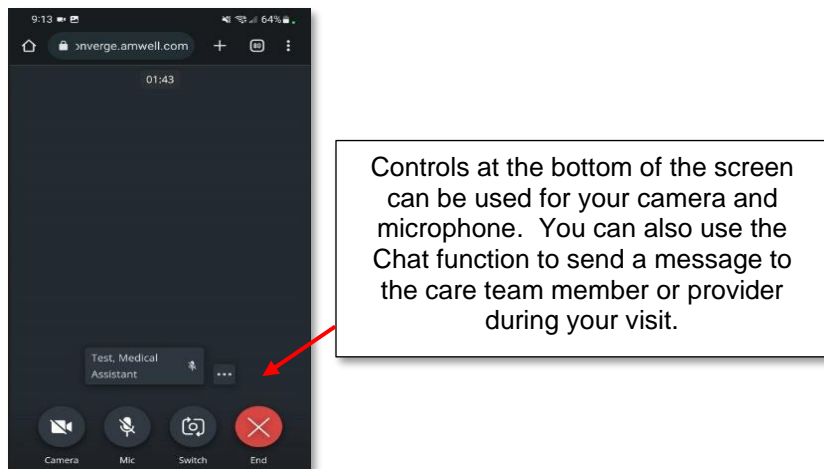 9:13
64%
onverge.amwell.com
80
01:43
Test, Medical
Assistant
Camera Mic Switch End
Controls at the bottom of the screen
can be used for your camera and
microphone. You can also use the
Chat function to send a message to
the care team member or provider
during your visit.